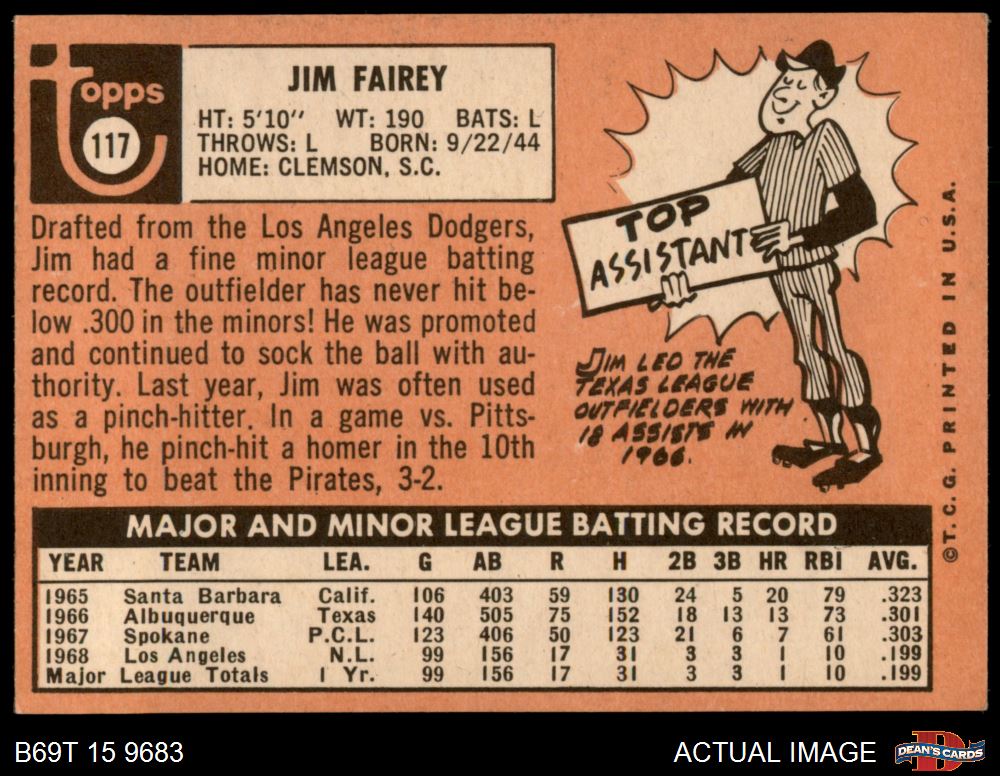 topps
117
JIM FAIREY
HT: 5'10" WT: 190 BATS: L
THROWS: L BORN: 9/22/44
HOME: CLEMSON, S.C.
Drafted from the Los Angeles Dodgers,
Jim had a fine minor league batting
record. The outfielder has never hit be-
low .300 in the minors! He was promoted
and continued to sock the ball with au-
thority. Last year, Jim was often used
as a pinch-hitter. In a game vs. Pitts-
burgh, he pinch-hit a homer in the 10th
inning to beat the Pirates, 3-2.
TOP
ASSISTANT
JIM LED THE
TEXAS LEAGUE
OUTFIELDERS WITH
18 ASSISTS IN
1966.
©T.C.G. PRINTED IN U.S.A.
MAJOR AND MINOR LEAGUE BATTING RECORD
YEAR TEAM LEA. G AB R H 2B 3B HR RBI AVG.
1965 Santa Barbara Calif. 106 403 59 130 24 5 20 79 .323
1966 Albuquerque Texas 140 505 75 152 18 13 13 73 .301
1967 Spokane P.C.L. 123 406 50 123 21 6 7 61 .303
1968 Los Angeles N.L. 99 156 17 31 3 3 1 10 .199
Major League Totals 1 Yr. 99 156 17 31 3 3 1 10 .199
B69T 15 9683
ACTUAL IMAGE
DEAN'S CARDS